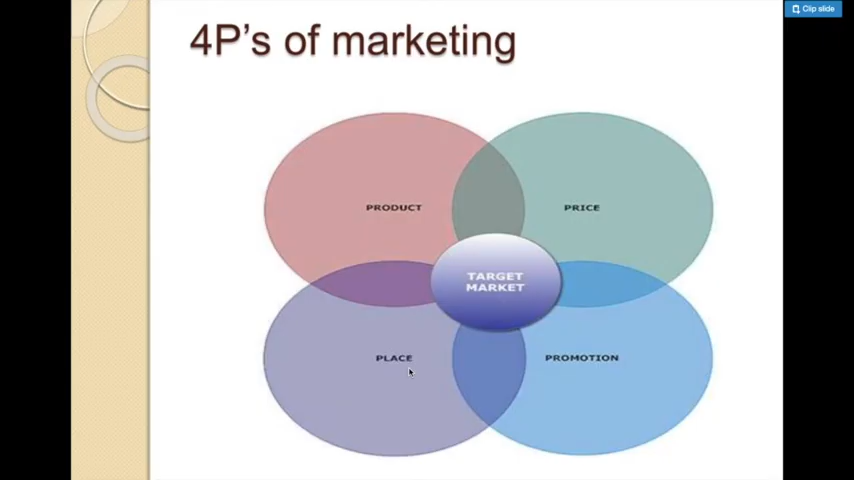 Clip slide
4P's of marketing
PRODUCT
PRICE
TARGET
MARKET
PLACE
PROMOTION